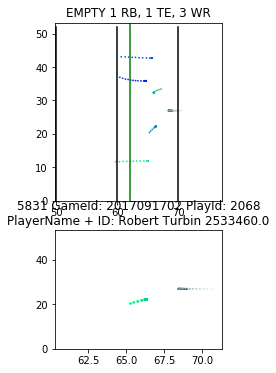 EMPTY 1 RB, 1 TE, 3 WR
50
40
30
20
10
0
50 60 70
5831 GameId: 2017091702 PlayId: 2068
PlayerName + ID: Robert Turbin 2533460.0
40
20
0
62.5 65.0 67.5 70.0